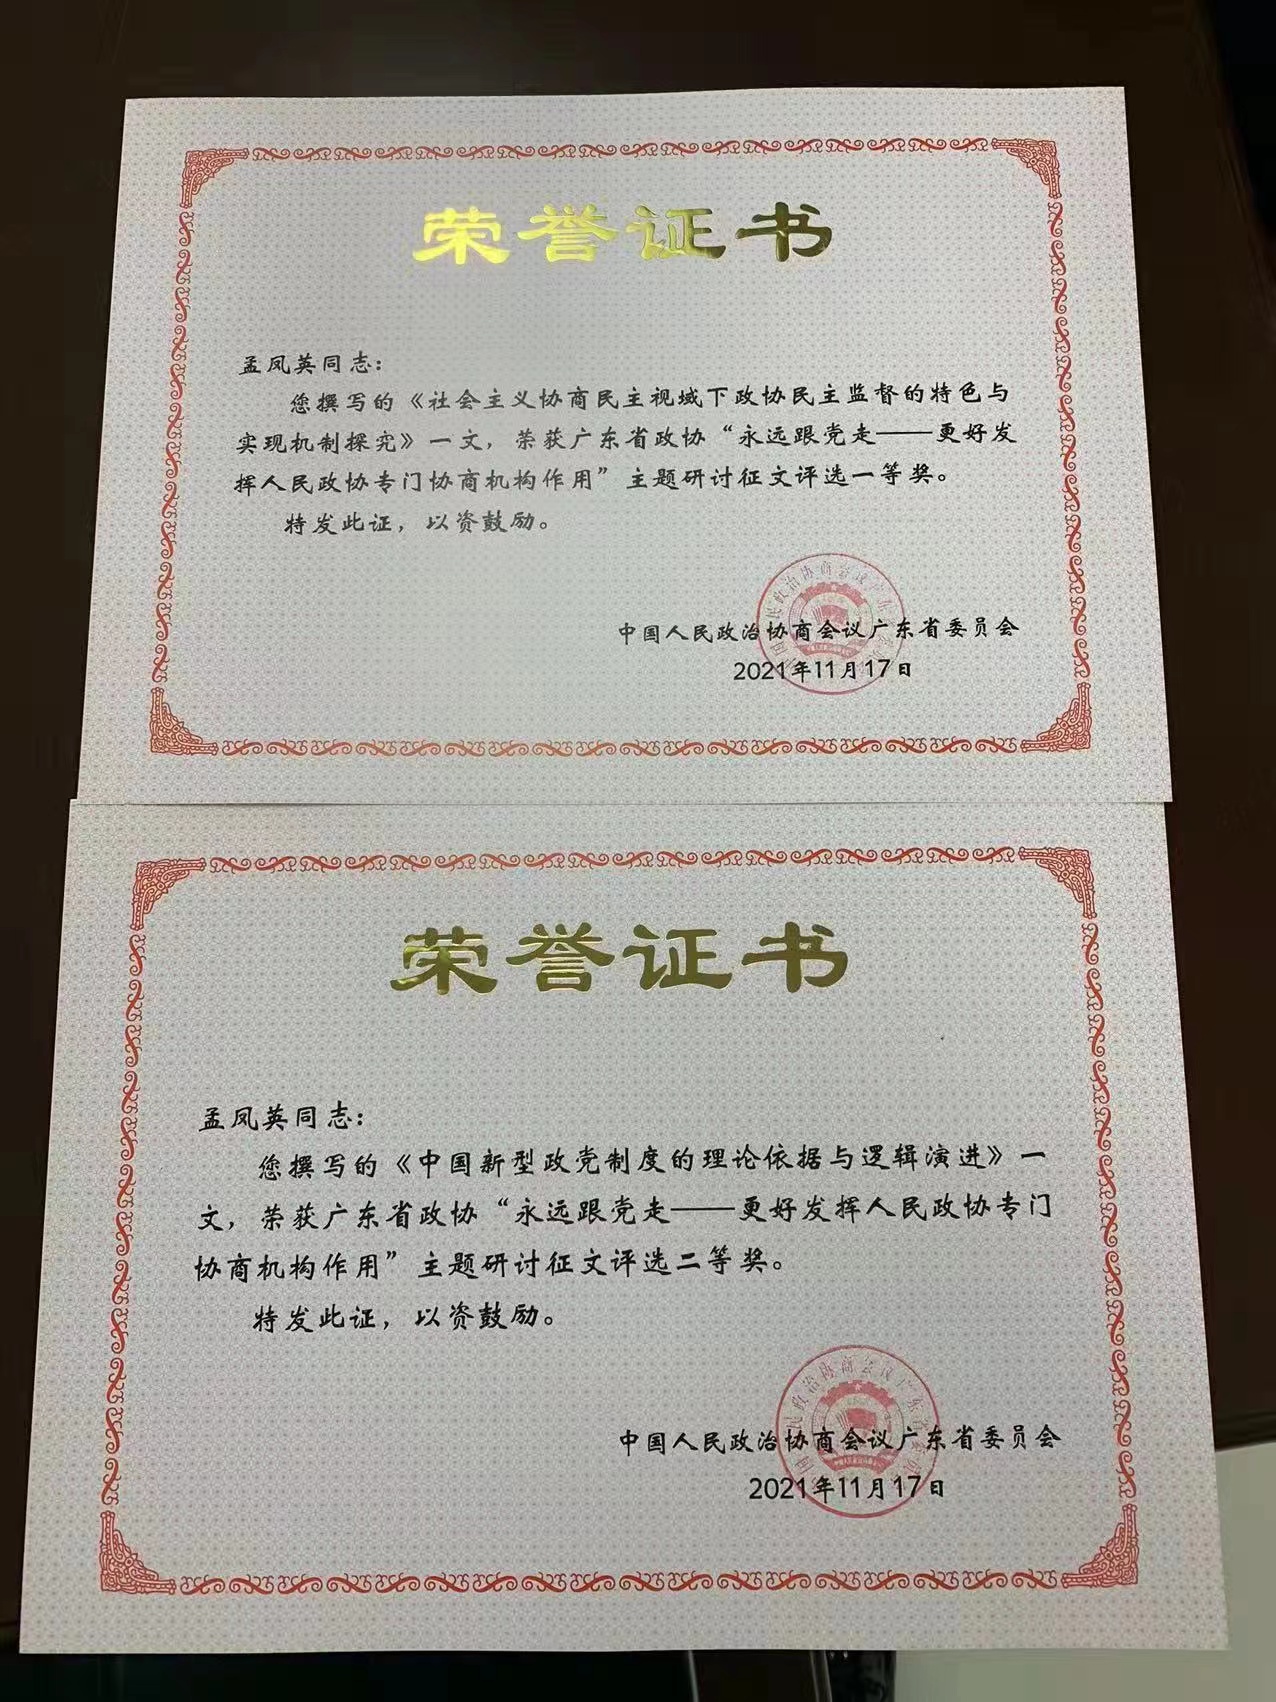 荣誉证书
孟凤英同志：
您撰写的《社会主义协商民主视域下政协民主监督的特色与
实现机制探究》一文，荣获广东省政协“永远跟党走——更好发
挥人民政协专门协商机构作用”主题研讨征文评选一等奖。
特发此证，以资鼓励。
中国人民政治协商会议广东省委员会
2021年11月17日
荣誉证书
孟凤英同志：
您撰写的《中国新型政党制度的理论依据与逻辑演进》一
文，荣获广东省政协“永远跟党走——更好发挥人民政协专门
协商机构作用”主题研讨征文评选二等奖。
特发此证，以资鼓励。
中国人民政治协商会议广东省委员会
2021年11月17日